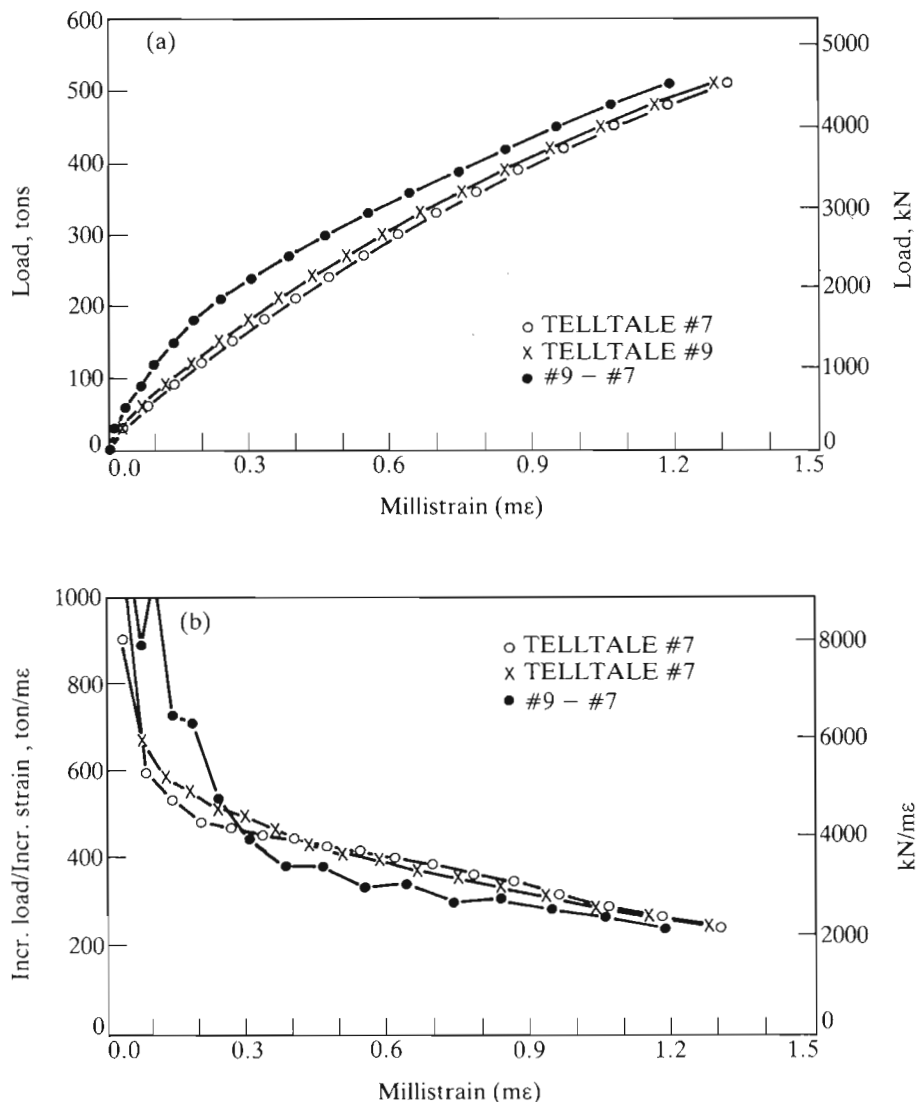 (a)
600
500
400
300
200
100
0
Load, tons
5000
4000
3000
2000
1000
0
Load, kN
○ TELLTALE #7
× TELLTALE #9
● #9 – #7
0.0 0.3 0.6 0.9 1.2 1.5
Millistrain (mε)
(b)
1000
800
600
400
200
0
Incr. load/Incr. strain , ton/mε
8000
6000
4000
2000
0
kN/mε
○ TELLTALE #7
× TELLTALE #7
● #9 – #7
0.0 0.3 0.6 0.9 1.2 1.5
Millistrain (mε)